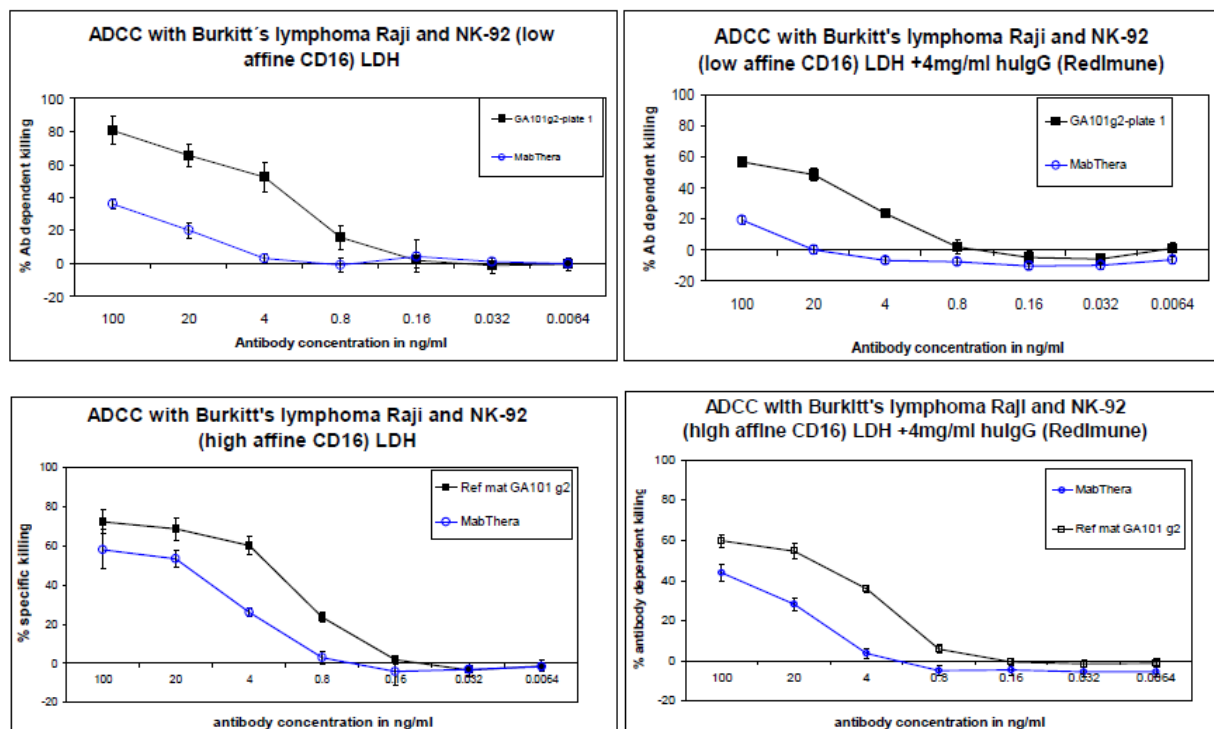 ADCC with Burkitt´s lymphoma Raji and NK-92 (low
affine CD16) LDH
% Ab dependent killing
100
80
60
40
20
0
-20
GA101g2-plate 1
MabThera
100 20 4 0.8 0.16 0.032 0.0064
Antibody concentration in ng/ml
ADCC with Burkitt's lymphoma Raji and NK-92
(low affine CD16) LDH +4mg/ml huIgG (RedImune)
% Ab dependent killing
100
80
60
40
20
0
-20
GA101g2-plate 1
MabThera
100 20 4 0.8 0.16 0.032 0.0064
Antibody concentration in ng/ml
ADCC with Burkitt's lymphoma Raji and NK-92
(high affine CD16) LDH
% specific killing
100
80
60
40
20
0
-20
Ref mat GA101 g2
MabThera
100 20 4 0.8 0.16 0.032 0.0064
antibody concentration in ng/ml
ADCC with Burkitt's lymphoma Raji and NK-92
(high affine CD16) LDH +4mg/ml huIgG (RedImune)
% antibody dependent killing
100
80
60
40
20
0
-20
MabThera
Ref mat GA101 g2
100 20 4 0.8 0.16 0.032 0.0064
antibody concentration in ng/ml